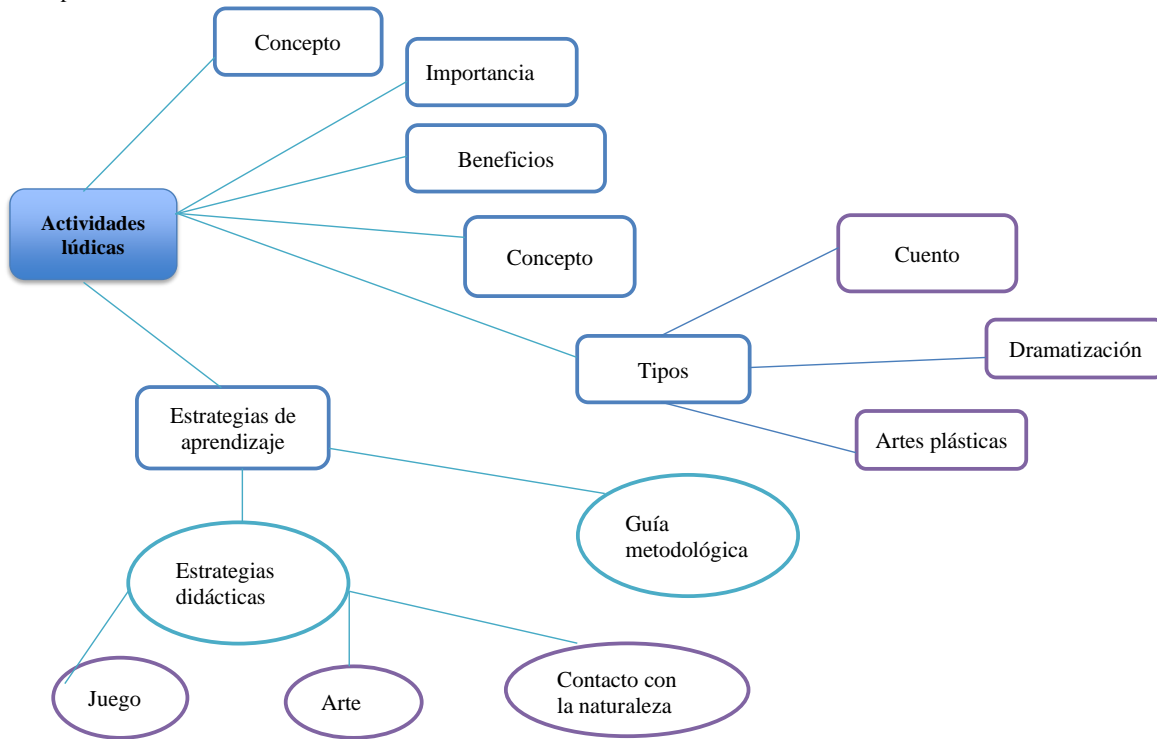 Concepto
Importancia
Beneficios
Actividades
lúdicas
Concepto
Cuento
Dramatización
Tipos
Artes plásticas
Estrategias de
aprendizaje
Guía
metodológica
Estrategias
didácticas
Juego
Arte
Contacto con
la naturaleza